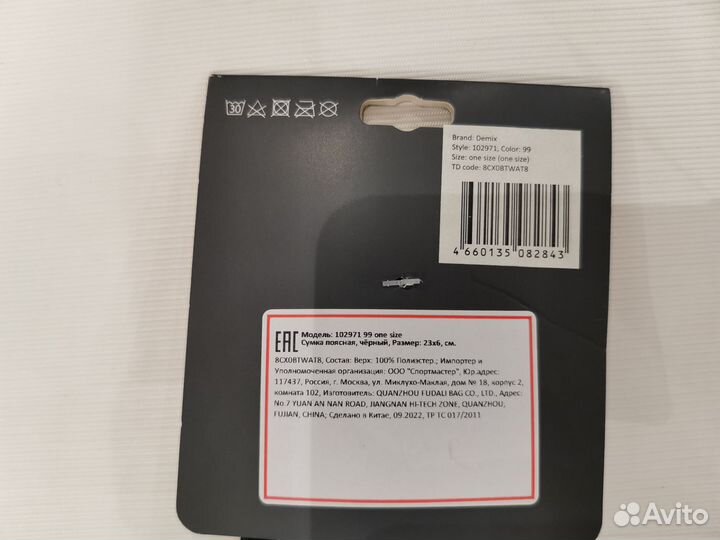 30
Brand: Demix
Style: 102971, Color: 99
Size: one size (one size)
TD code: 8CX0BTWAT8
4 660135 082843
EAC Модель: 102971 99 one size
Сумка поясная, чёрный, Размер: 23x6, см.
8CX0BTWAT8, Состав: Верх: 100% Полиэстер.; Импортер и
Уполномоченная организация: ООО "Спортмастер", Юр.адрес:
117437, Россия, г. Москва, ул. Миклухо-Маклая, дом № 18, корпус 2,
комната 102, Изготовитель: QUANZHOU FUDALI BAG CO., LTD., Адрес:
No.7 YUAN AN NAN ROAD, JIANGNAN HI-TECH ZONE, QUANZHOU,
FUJIAN, CHINA; Сделано в Китае, 09.2022, ТР ТС 017/2011
Avito